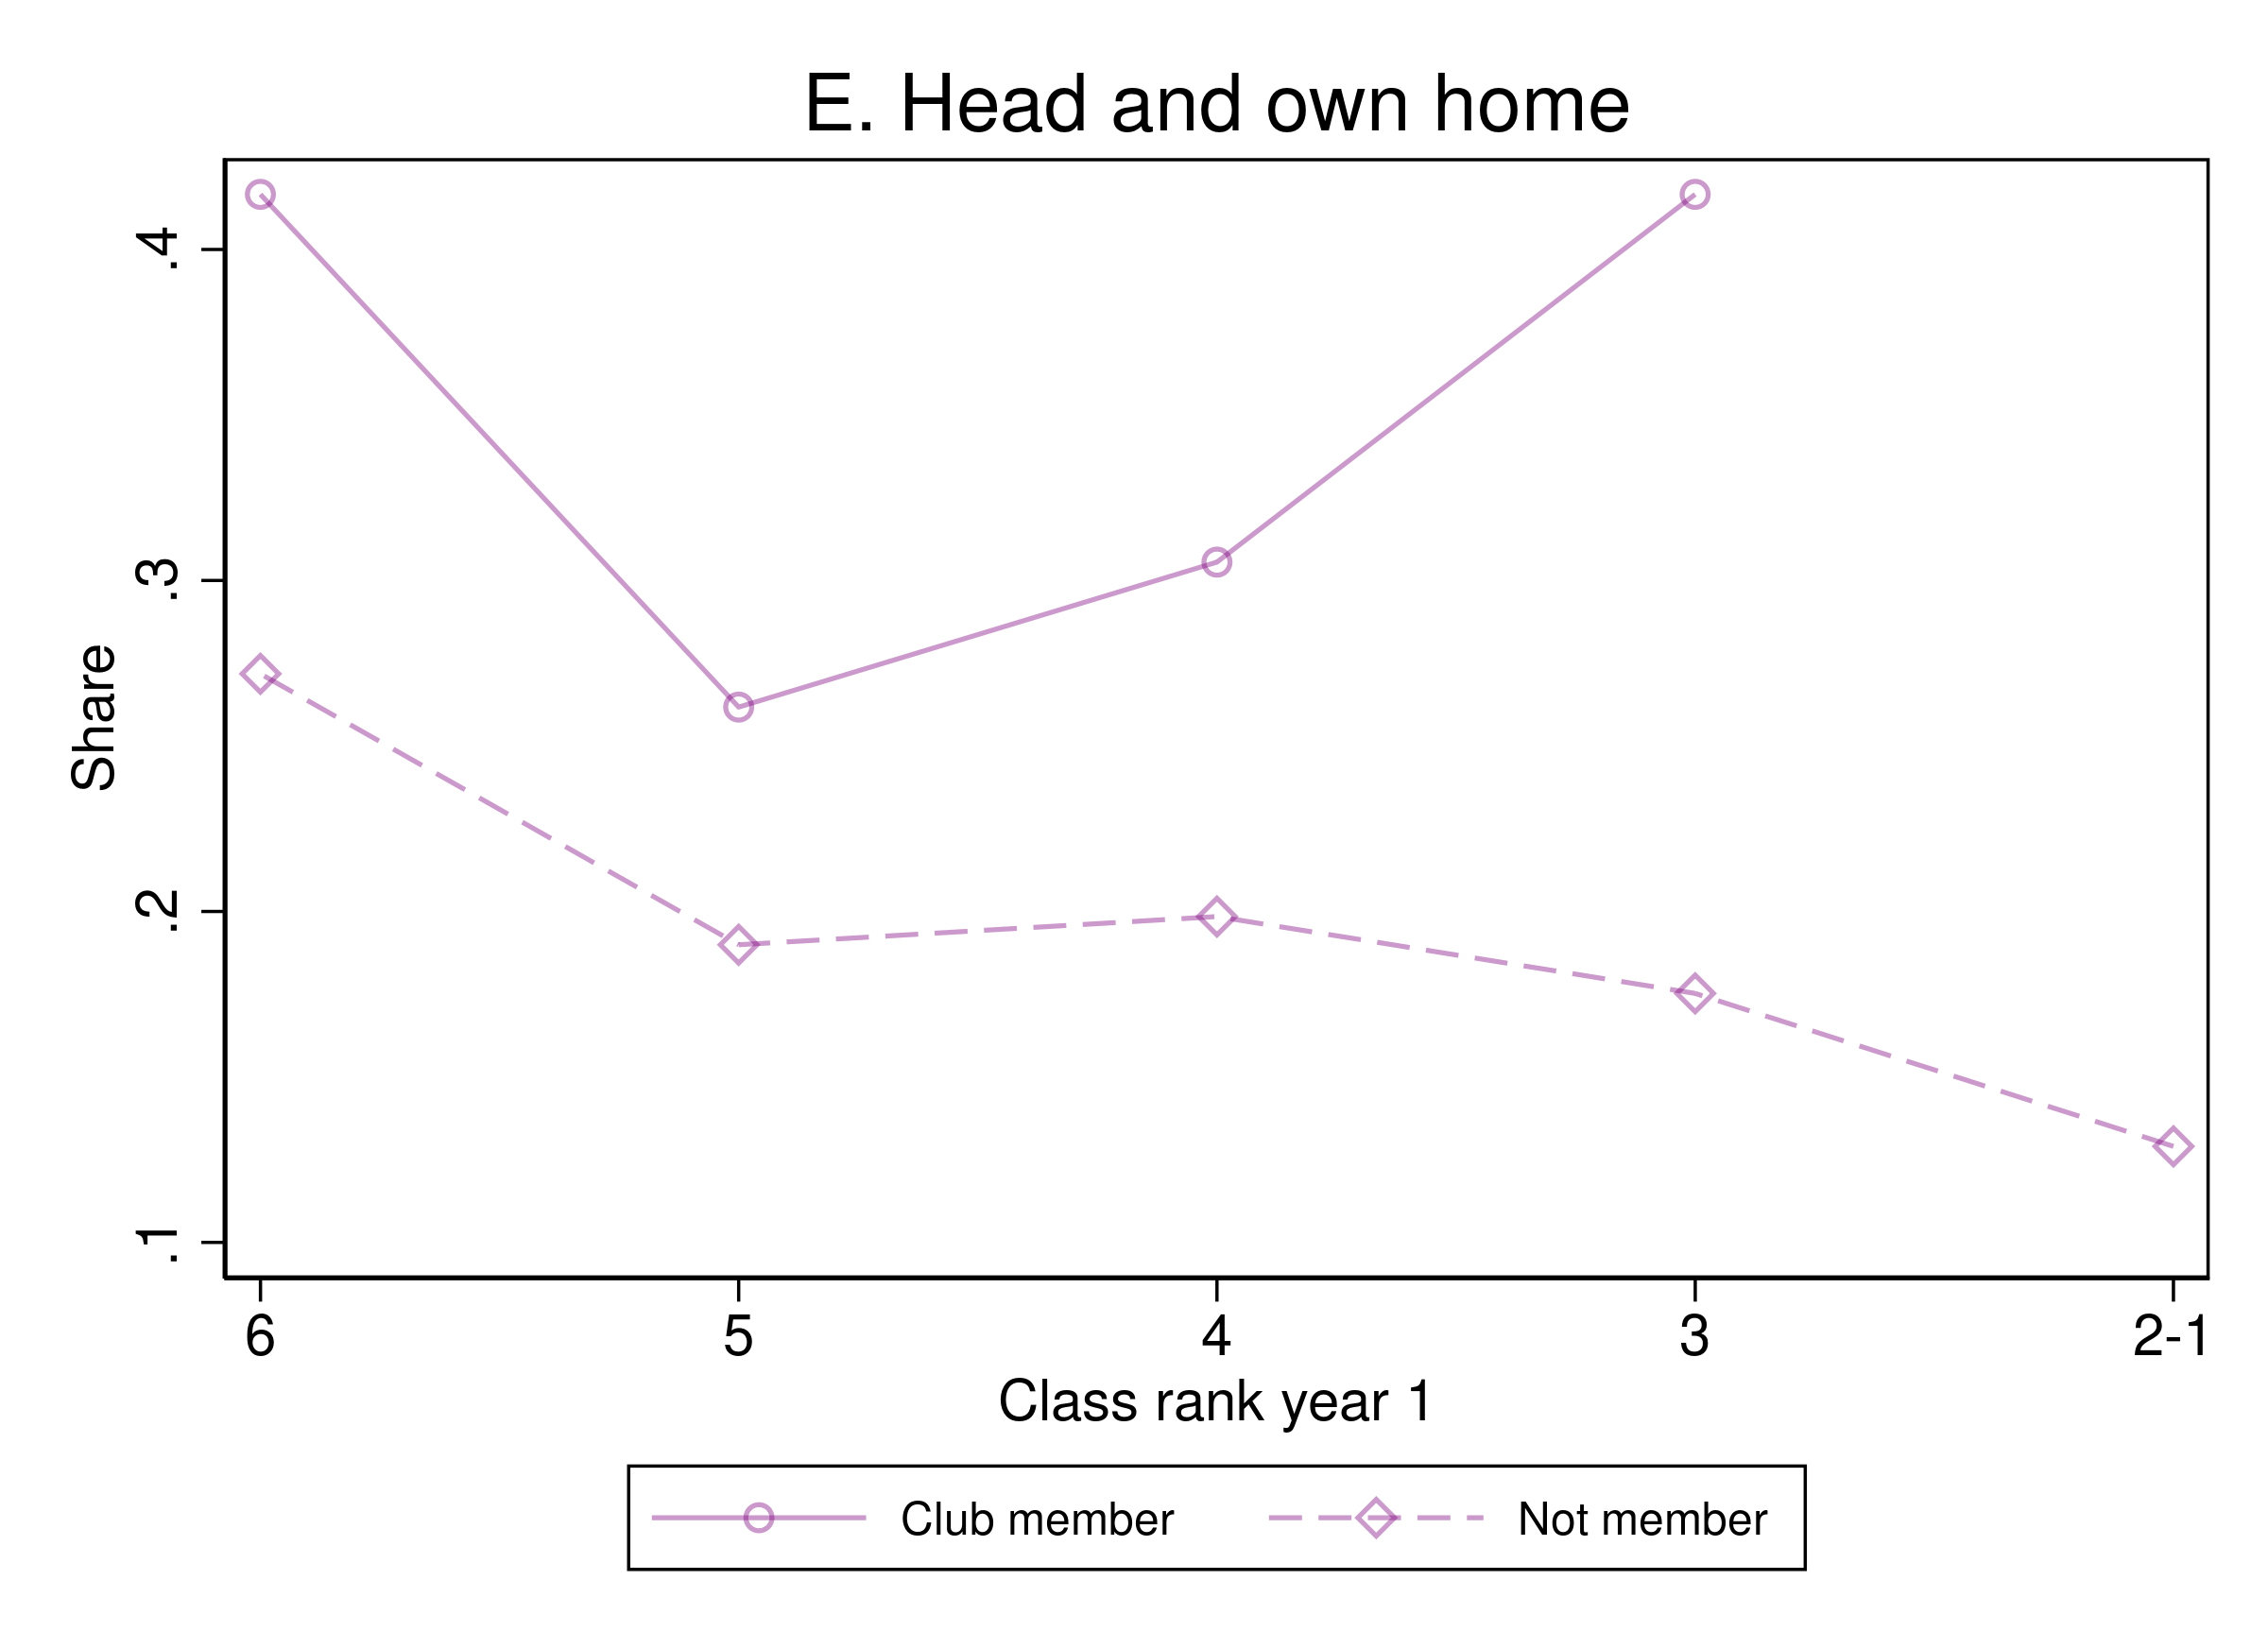 E. Head and own home
Share
.4
.3
.2
.1
6 5 4 3 2-1
Class rank year 1
Club member Not member